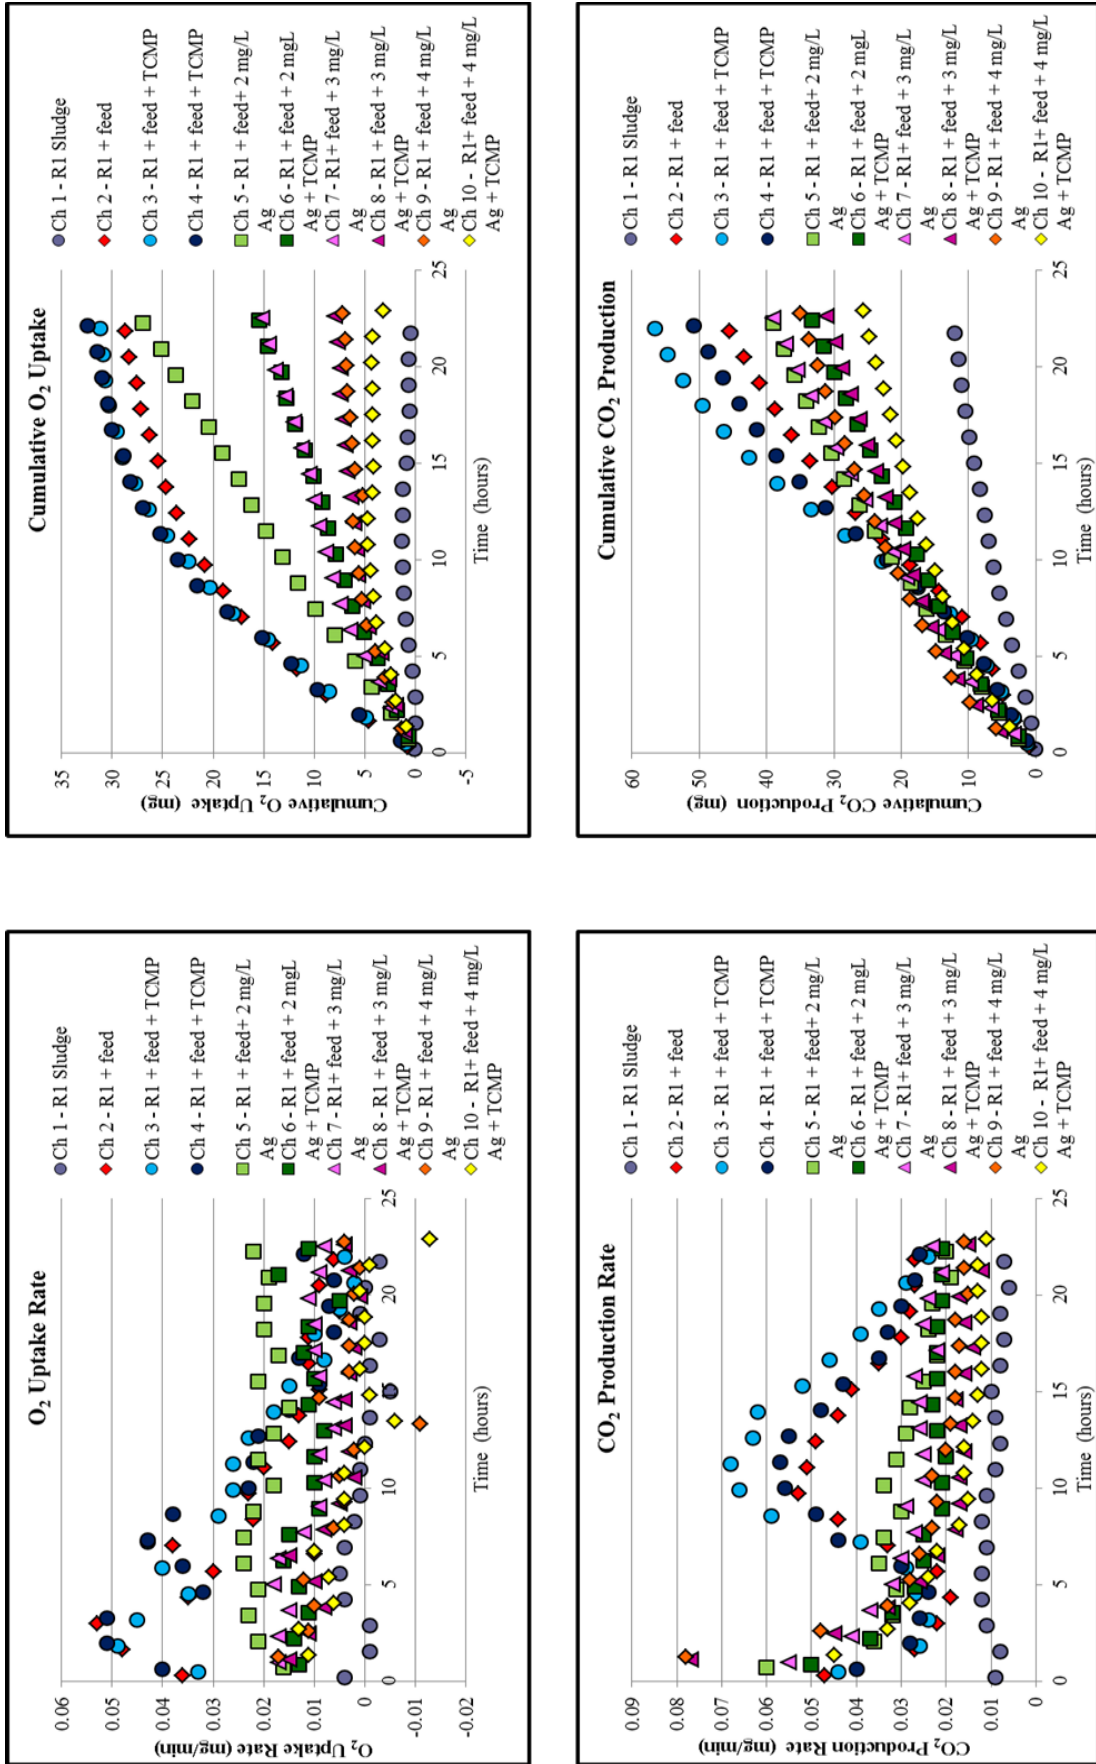 O2 Uptake Rate
O2 Uptake Rate (mg/min)
0.06
0.05
0.04
0.03
0.02
0.01
0
-0.01
-0.02
0
5
10
15
20
25
Time (hours)
Ch 1 - R1 Sludge
Ch 2 - R1 + feed
Ch 3 - R1 + feed + TCMP
Ch 4 - R1 + feed + TCMP
Ch 5 - R1 + feed+ 2 mg/L
Ag
Ch 6 - R1 + feed + 2 mgL
Ag + TCMP
Ch 7 - R1+ feed + 3 mg/L
Ag
Ch 8 - R1 + feed + 3 mg/L
Ag + TCMP
Ch 9 - R1 + feed + 4 mg/L
Ag
Ch 10 - R1+ feed + 4 mg/L
Ag + TCMP
Cumulative O2 Uptake
Cumulative O2 Uptake (mg)
35
30
25
20
15
10
5
0
-5
0
5
10
15
20
25
Time (hours)
Ch 1 - R1 Sludge
Ch 2 - R1 + feed
Ch 3 - R1 + feed + TCMP
Ch 4 - R1 + feed + TCMP
Ch 5 - R1 + feed+ 2 mg/L
Ag
Ch 6 - R1 + feed + 2 mgL
Ag + TCMP
Ch 7 - R1+ feed + 3 mg/L
Ag
Ch 8 - R1 + feed + 3 mg/L
Ag + TCMP
Ch 9 - R1 + feed + 4 mg/L
Ag
Ch 10 - R1+ feed + 4 mg/L
Ag + TCMP
CO2 Production Rate
CO2 Production Rate (mg/min)
0.09
0.08
0.07
0.06
0.05
0.04
0.03
0.02
0.01
0
0
5
10
15
20
25
Time (hours)
Ch 1 - R1 Sludge
Ch 2 - R1 + feed
Ch 3 - R1 + feed + TCMP
Ch 4 - R1 + feed + TCMP
Ch 5 - R1 + feed+ 2 mg/L
Ag
Ch 6 - R1 + feed + 2 mgL
Ag + TCMP
Ch 7 - R1+ feed + 3 mg/L
Ag
Ch 8 - R1 + feed + 3 mg/L
Ag + TCMP
Ch 9 - R1 + feed + 4 mg/L
Ag
Ch 10 - R1+ feed + 4 mg/L
Ag + TCMP
Cumulative CO2 Production
Cumulative CO2 Production (mg)
60
50
40
30
20
10
0
0
5
10
15
20
25
Time (hours)
Ch 1 - R1 Sludge
Ch 2 - R1 + feed
Ch 3 - R1 + feed + TCMP
Ch 4 - R1 + feed + TCMP
Ch 5 - R1 + feed+ 2 mg/L
Ag
Ch 6 - R1 + feed + 2 mgL
Ag + TCMP
Ch 7 - R1+ feed + 3 mg/L
Ag
Ch 8 - R1 + feed + 3 mg/L
Ag + TCMP
Ch 9 - R1 + feed + 4 mg/L
Ag
Ch 10 - R1+ feed + 4 mg/L
Ag + TCMP